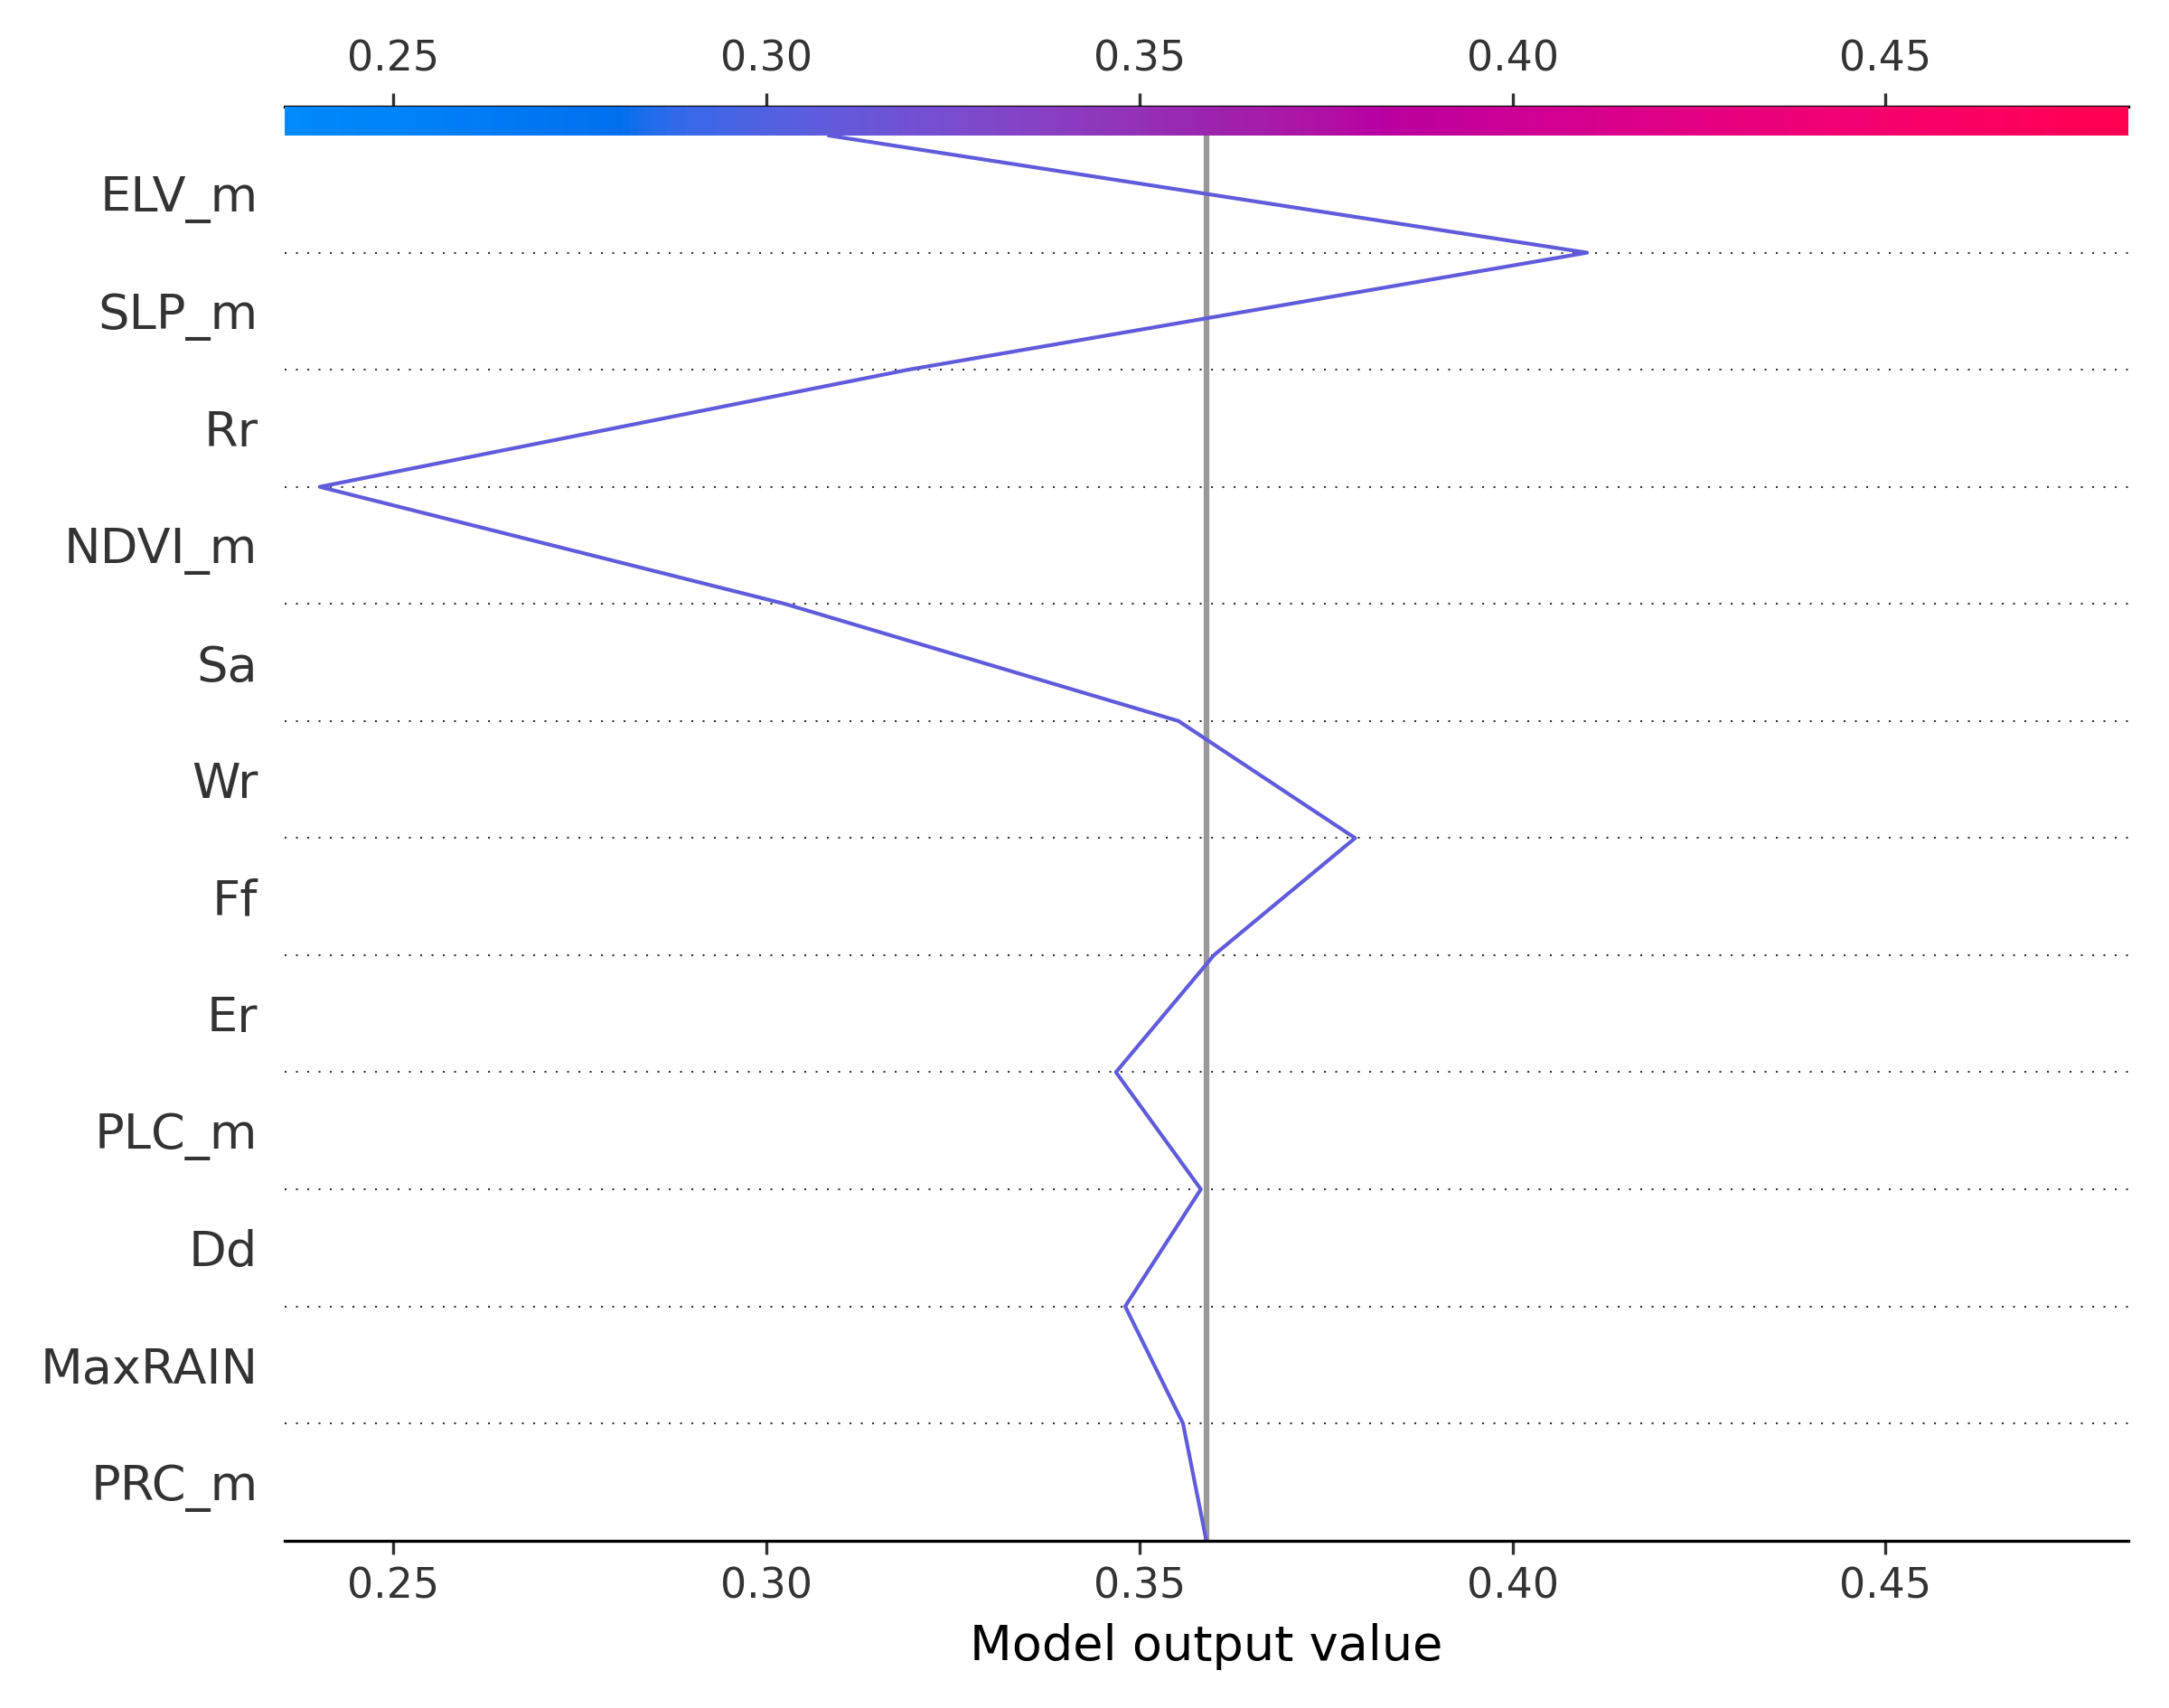 0.25 0.30 0.35 0.40 0.45
ELV_m
SLP_m
Rr
NDVI_m
Sa
Wr
Ff
Er
PLC_m
Dd
MaxRAIN
PRC_m
0.25 0.30 0.35 0.40 0.45
Model output value